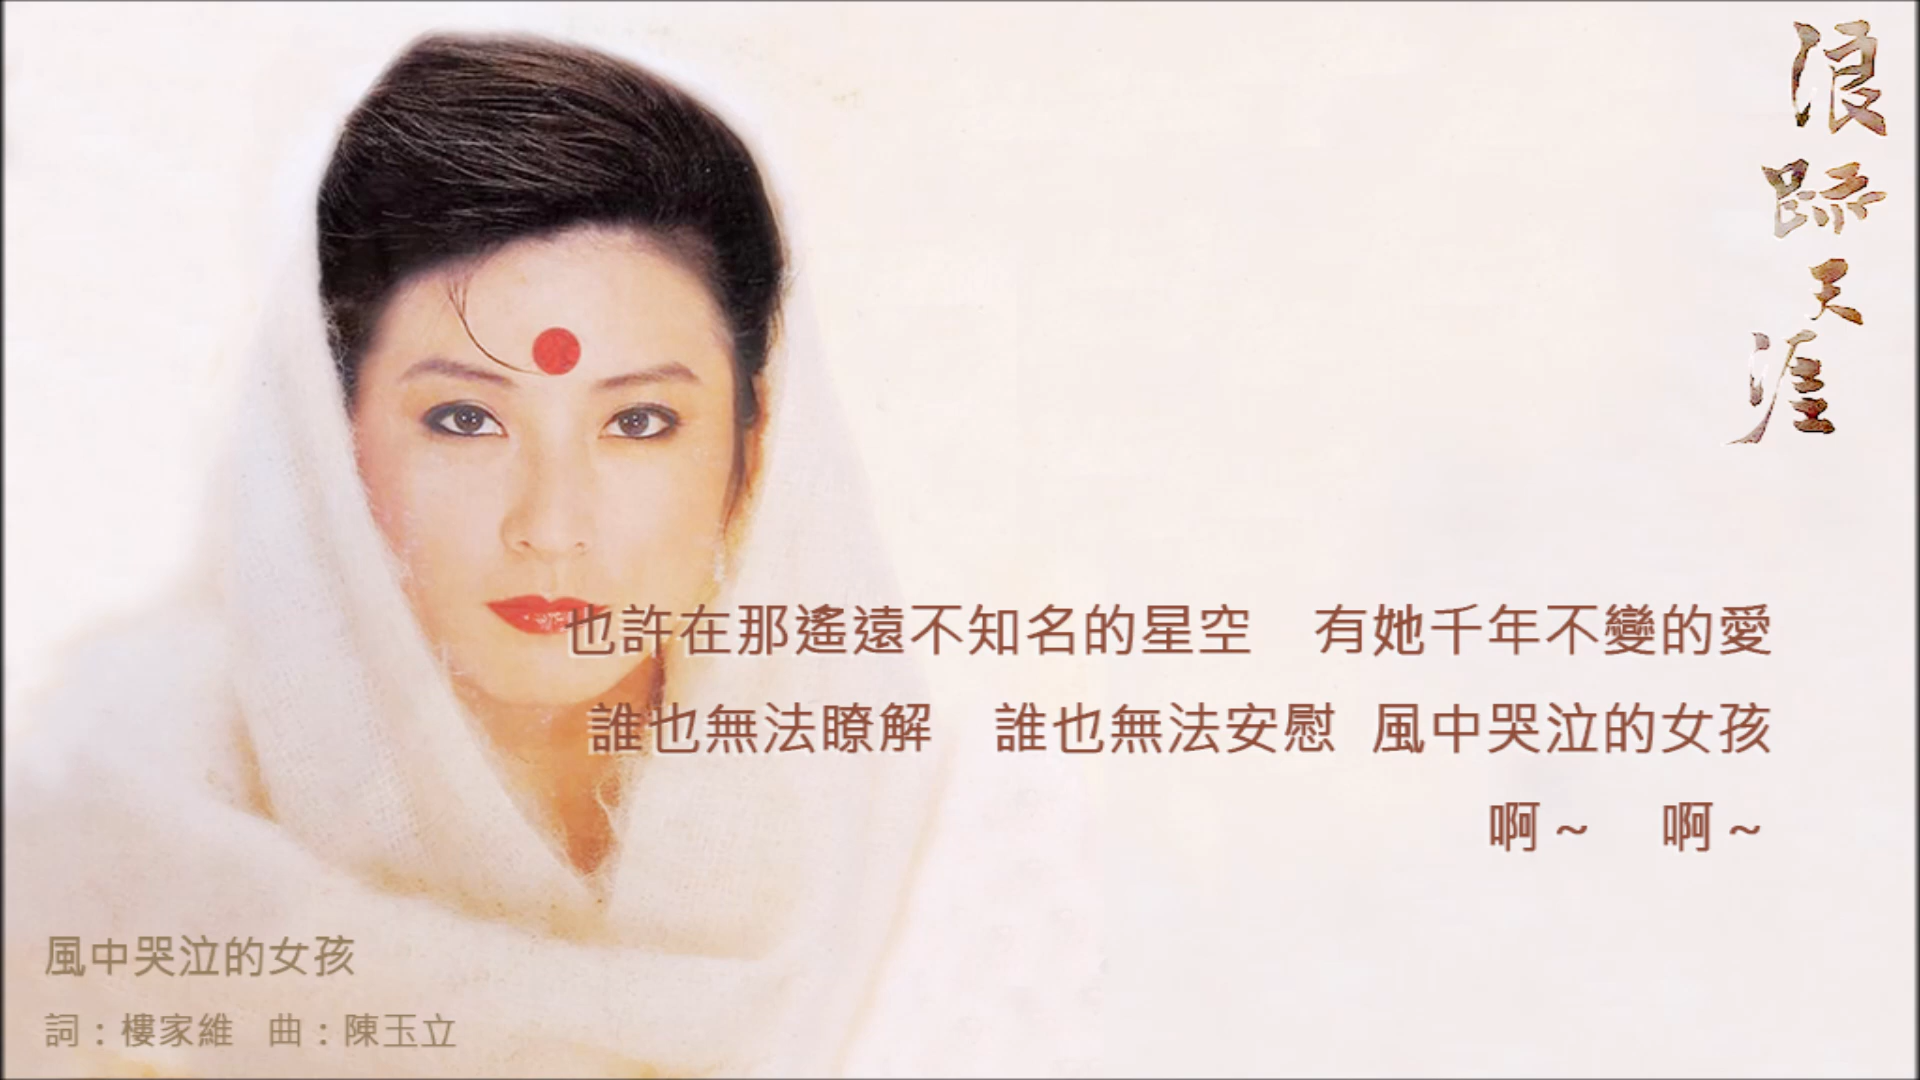 浪跡天涯
也許在那遙遠不知名的星空 有她千年不變的愛
誰也無法瞭解 誰也無法安慰 風中哭泣的女孩
啊~ 啊~
風中哭泣的女孩
詞:樓家維 曲:陳玉立